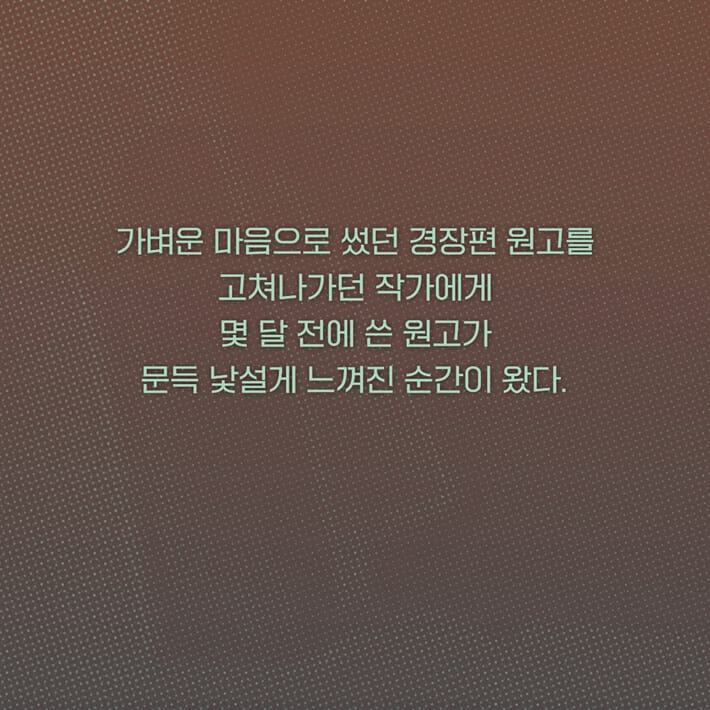 가벼운 마음으로 썼던 경장편 원고를
고쳐나가던 작가에게
몇 달 전에 쓴 원고가
문득 낯설게 느껴진 순간이 왔다.